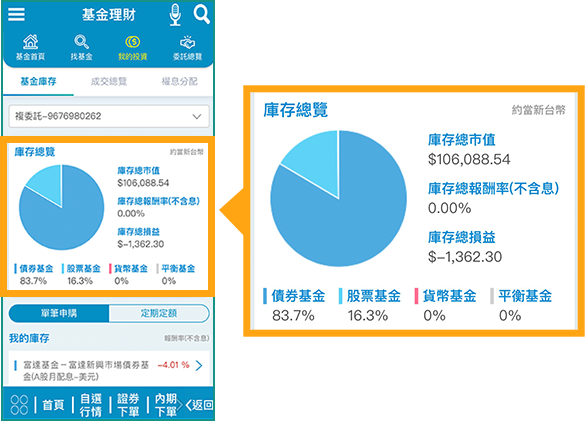 基金理財
基金首頁 找基金 我的投資 委託總覽
基金庫存 成交總覽 權息分配
複委託-9676980262
庫存總覽 約當新台幣
庫存總市值
$106,088.54
庫存總報酬率(不含息)
0.00%
庫存總損益
$-1,362.30
債券基金 股票基金 貨幣基金 平衡基金
83.7% 16.3% 0% 0%
單筆申購 定期定額
我的庫存 報酬率(不含息)
富達基金－富達新興市場債券基 -4.01 %
金(A股月配息-美元)
首頁 自選行情 證券下單 內期下單 返回
庫存總覽 約當新台幣
庫存總市值
$106,088.54
庫存總報酬率(不含息)
0.00%
庫存總損益
$-1,362.30
債券基金 股票基金 貨幣基金 平衡基金
83.7% 16.3% 0% 0%